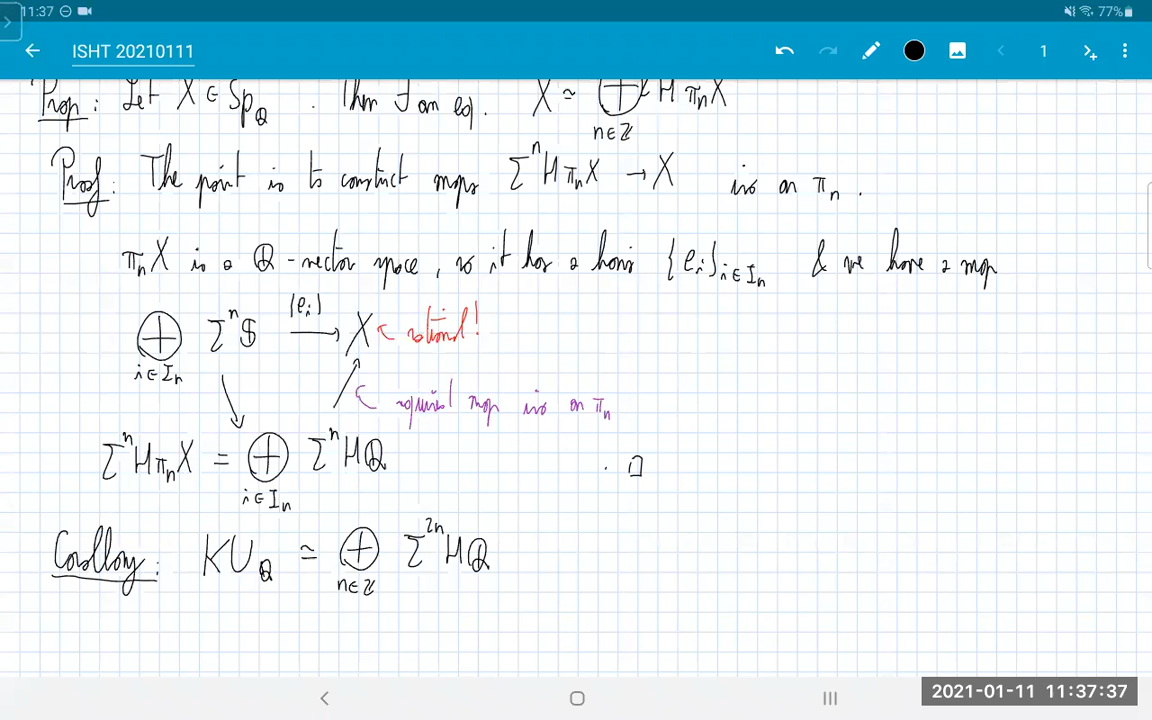 11:37
77%
ISHT 20210111
1
Prop: Let X ∈ Sp_ℚ. Then ∃ an eq. X ≃ ⊕_{n∈ℤ} H π_n X
Proof: The point is to construct maps Σ^n H π_n X → X iso on π_n.
π_n X is a ℚ-vector space, so it has a basis {e_i}_{i∈I_n} & we have a map
⊕_{i∈I_n} Σ^n 𝕊 →^{(e_i)} X ← rational!
required map iso on π_n
Σ^n H π_n X = ⊕_{i∈I_n} Σ^n Hℚ . □
Corollary: KU_ℚ ≃ ⊕_{n∈ℤ} Σ^{2n} Hℚ
2021-01-11 11:37:37